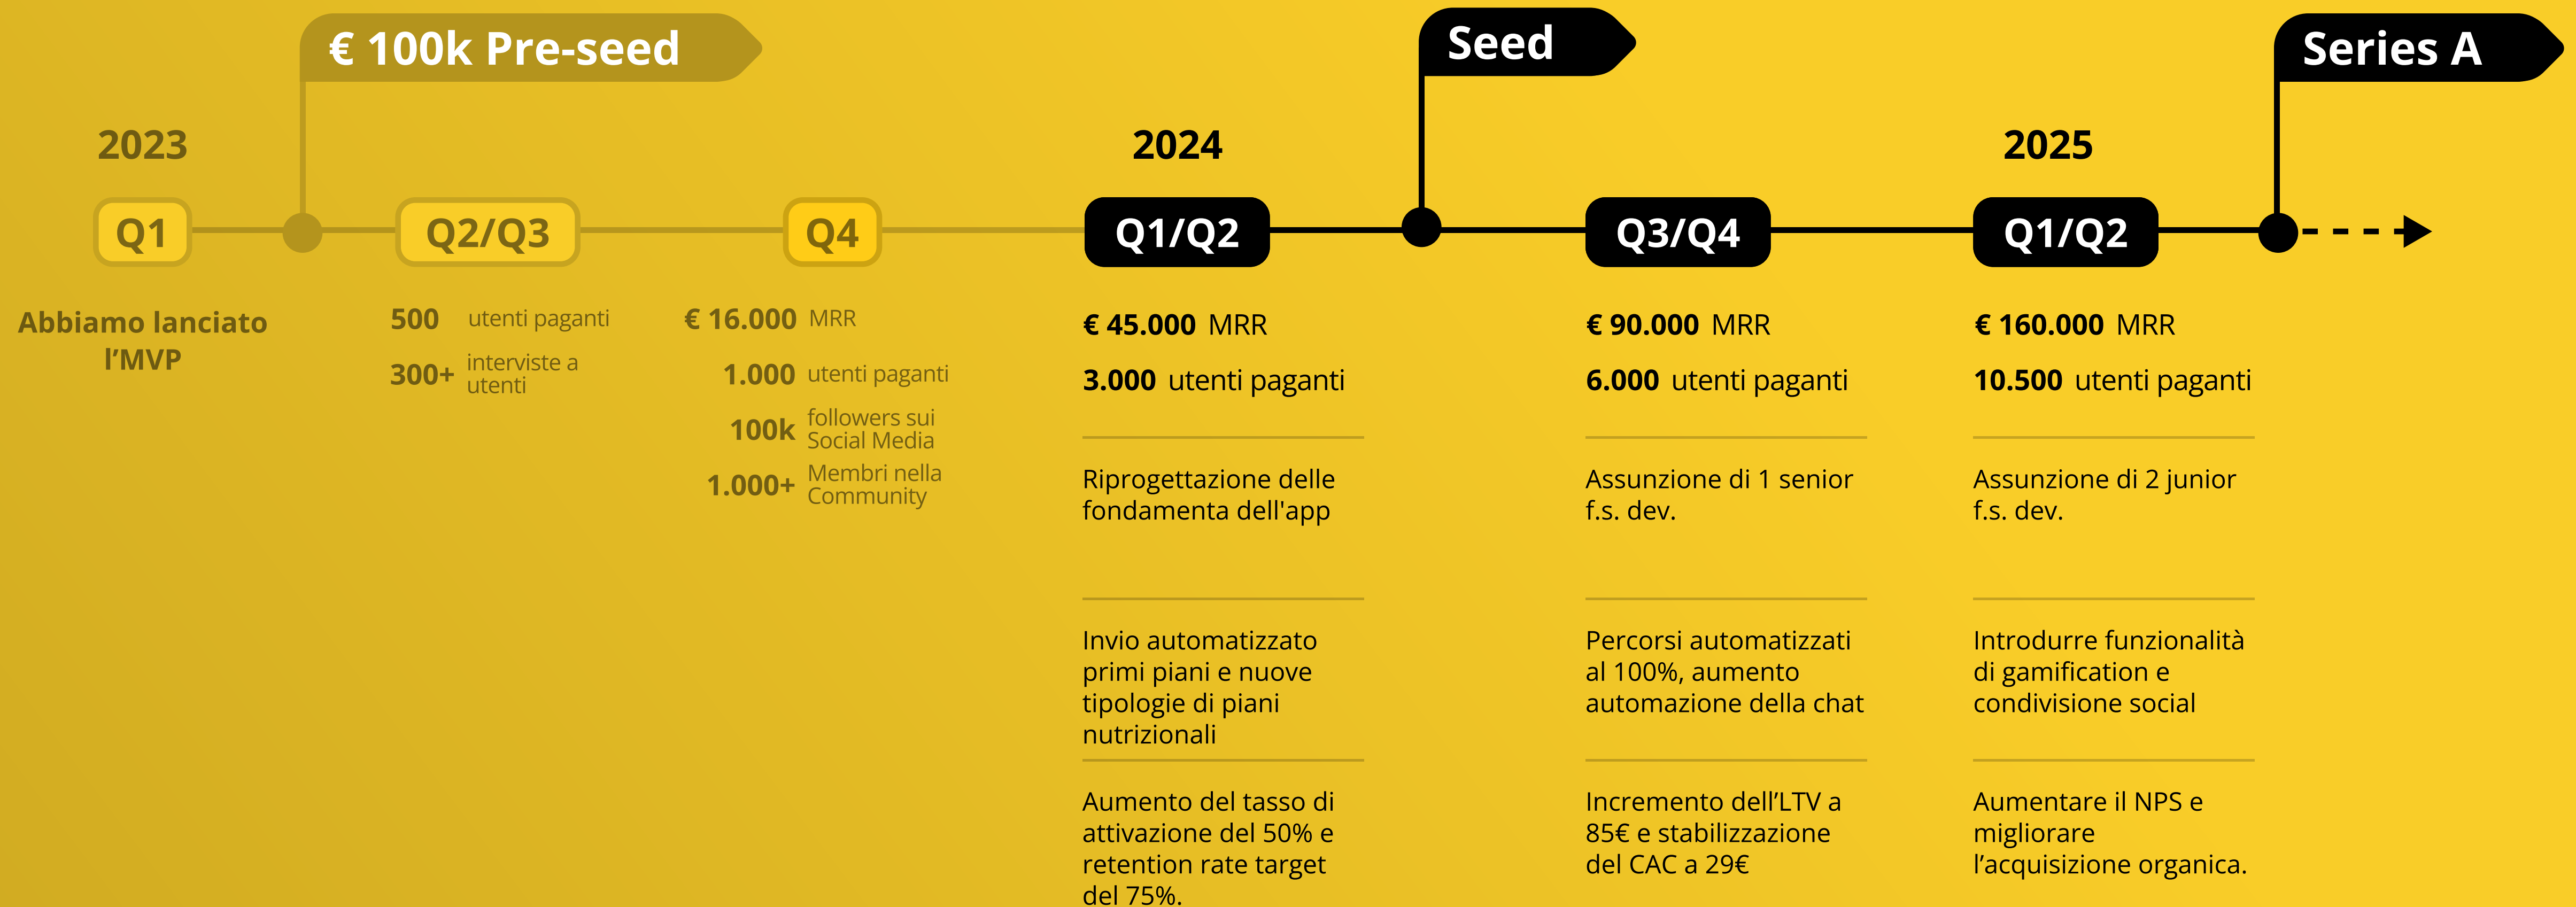 € 100k Pre-seed
Seed
Series A
2023
2024
2025
Q1
Q2/Q3
Q4
Q1/Q2
Q3/Q4
Q1/Q2
Abbiamo lanciato
l’MVP
500 utenti paganti
300+ interviste a
utenti
€ 16.000 MRR
1.000 utenti paganti
100k followers sui
Social Media
1.000+ Membri nella
Community
€ 45.000 MRR
3.000 utenti paganti
Riprogettazione delle
fondamenta dell'app
Invio automatizzato
primi piani e nuove
tipologie di piani
nutrizionali
Aumento del tasso di
attivazione del 50% e
retention rate target
del 75%.
€ 90.000 MRR
6.000 utenti paganti
Assunzione di 1 senior
f.s. dev.
Percorsi automatizzati
al 100%, aumento
automazione della chat
Incremento dell’LTV a
85€ e stabilizzazione
del CAC a 29€
€ 160.000 MRR
10.500 utenti paganti
Assunzione di 2 junior
f.s. dev.
Introdurre funzionalità
di gamification e
condivisione social
Aumentare il NPS e
migliorare
l’acquisizione organica.